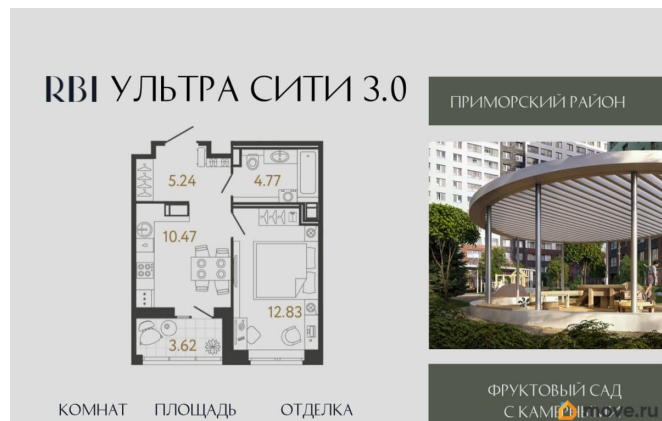 RBI УЛЬТРА СИТИ 3.0
ПРИМОРСКИЙ РАЙОН
5.24
4.77
10.47
12.83
3.62
КОМНАТ ПЛОЩАДЬ ОТДЕЛКА
ФРУКТОВЫЙ САД
С КАМЕРНЫМИ
move.ru